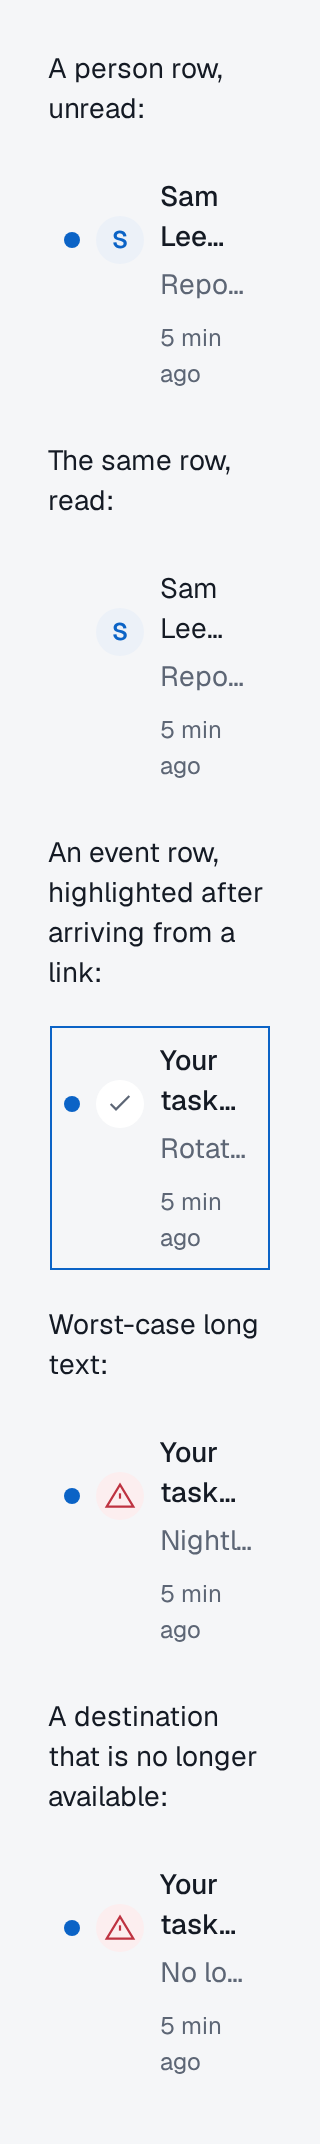 A person row,
unread:
Sam
Lee...
S
Repo...
5 min
ago
The same row,
read:
Sam
Lee...
S
Repo...
5 min
ago
An event row,
highlighted after
arriving from a
link:
Your
task...
Rotat...
5 min
ago
Worst-case long
text:
Your
task...
Nightl...
5 min
ago
A destination
that is no longer
available:
Your
task...
No lo...
5 min
ago